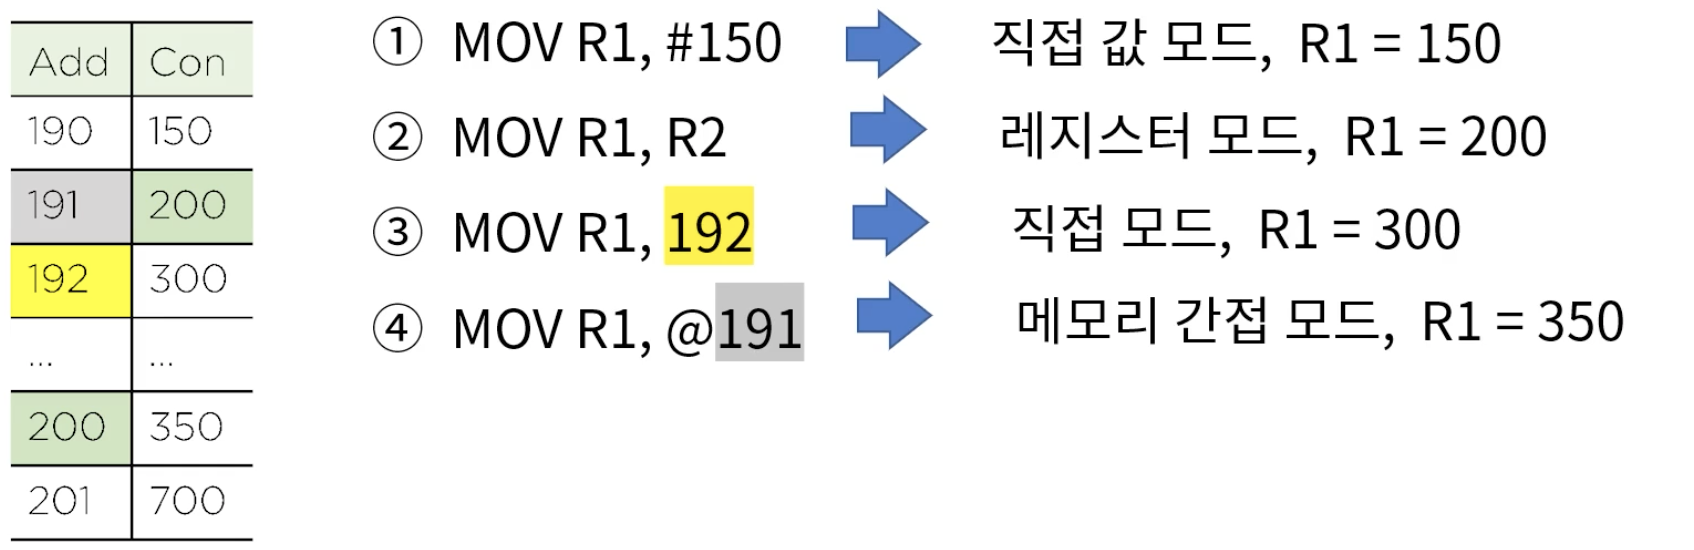 Add Con
190 150
191 200
192 300
... ...
200 350
201 700
① MOV R1, #150 직접 값 모드, R1 = 150
② MOV R1, R2 레지스터 모드, R1 = 200
③ MOV R1, 192 직접 모드, R1 = 300
④ MOV R1, @191 메모리 간접 모드, R1 = 350